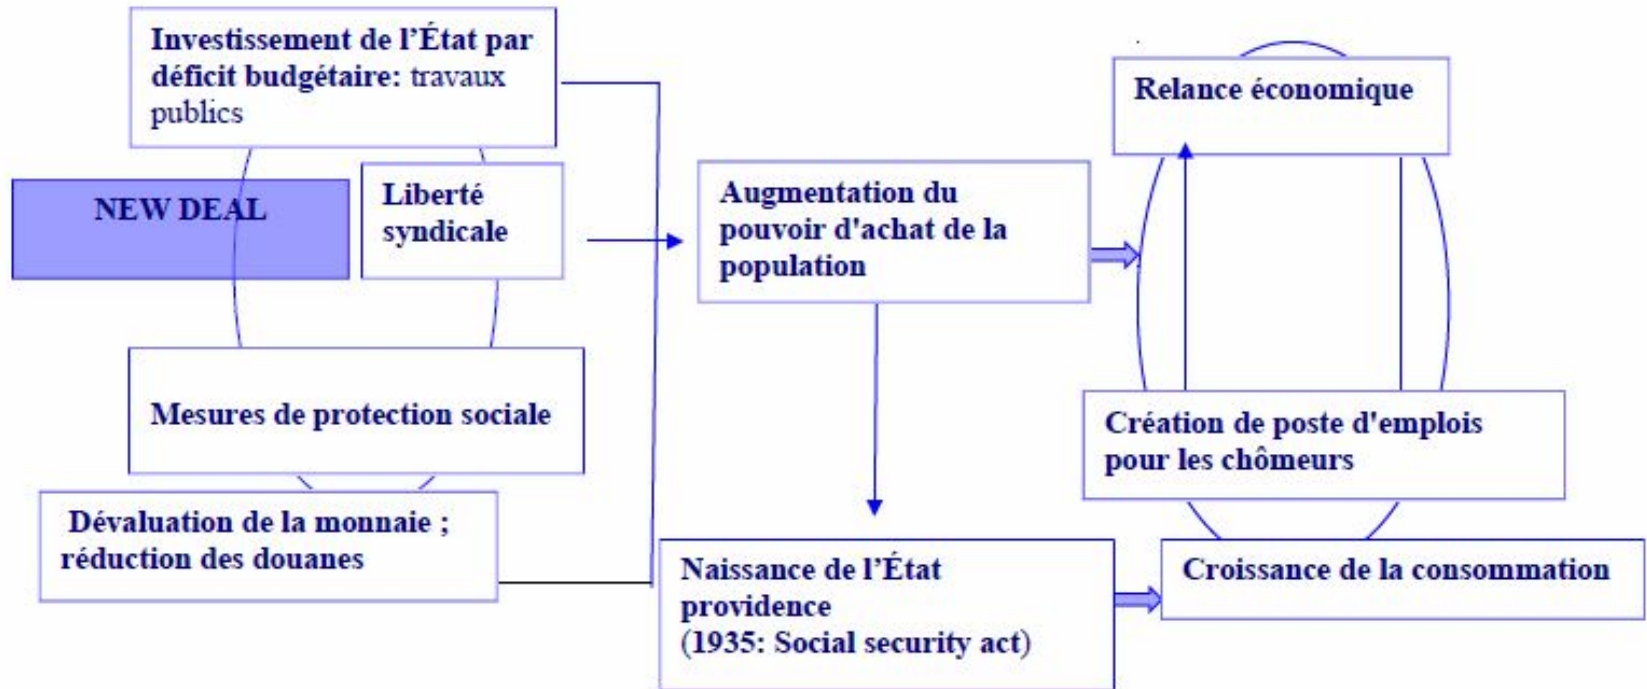 Investissement de l'État par
déficit budgétaire: travaux
publics
NEW DEAL
Liberté
syndicale
Mesures de protection sociale
Dévaluation de la monnaie ;
réduction des douanes
Augmentation du
pouvoir d'achat de la
population
Naissance de l'État
providence
(1935: Social security act)
Relance économique
Création de poste d'emplois
pour les chômeurs
Croissance de la consommation